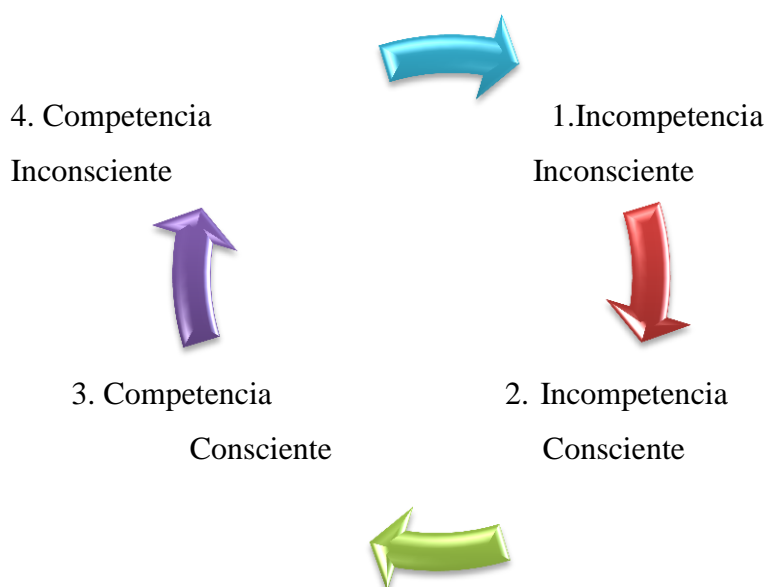 4. Competencia
Inconsciente
1.Incompetencia
Inconsciente
3. Competencia
Consciente
2. Incompetencia
Consciente